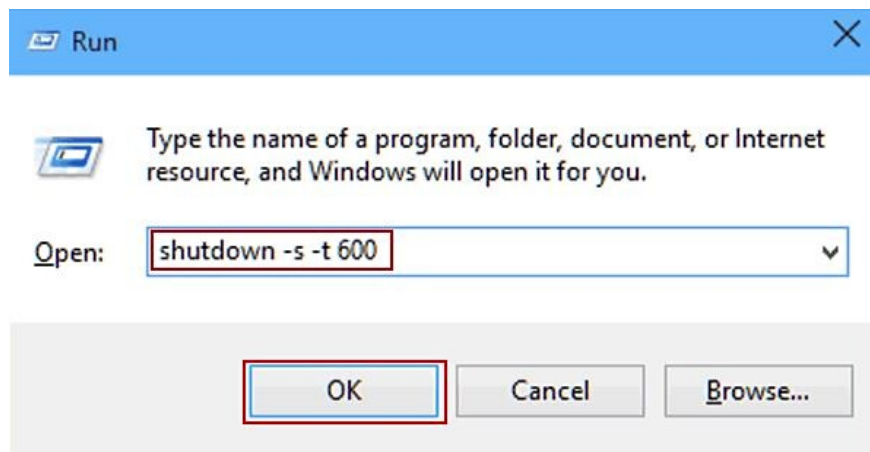 Run
Type the name of a program, folder, document, or Internet
resource, and Windows will open it for you.
Open: shutdown -s -t 600
OK Cancel Browse...